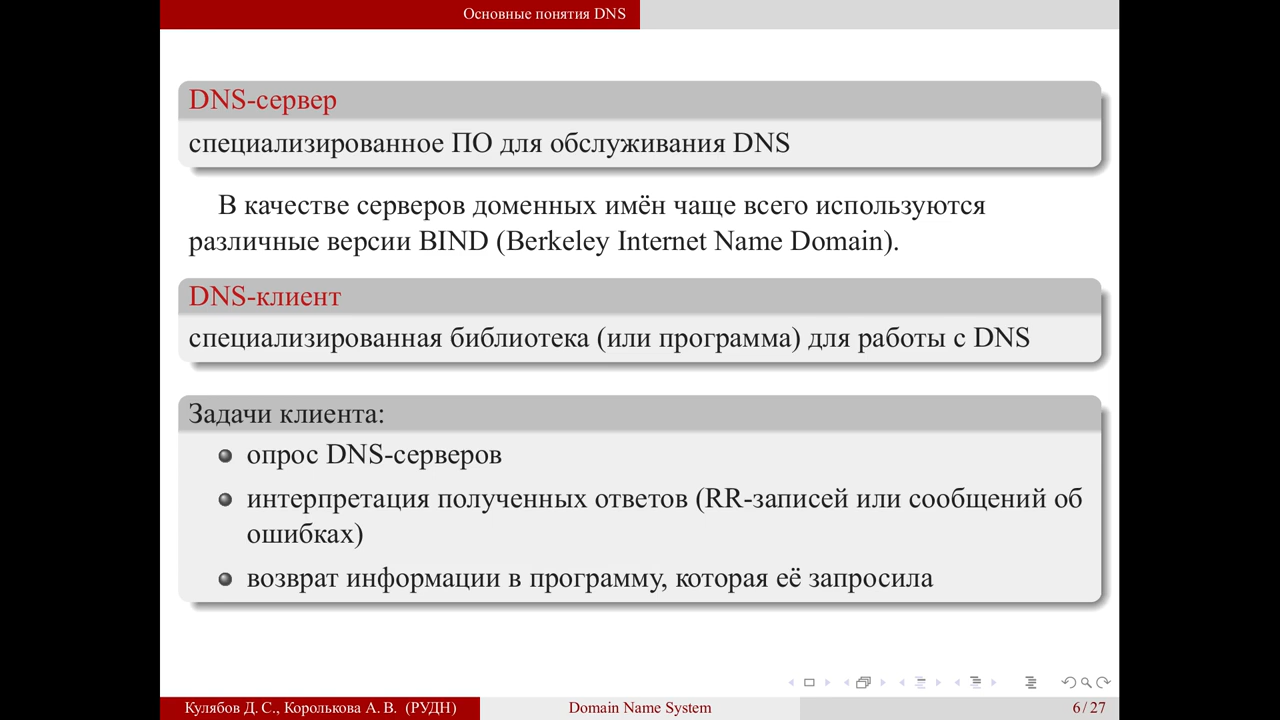 Основные понятия DNS
DNS-сервер
специализированное ПО для обслуживания DNS
В качестве серверов доменных имён чаще всего используются
различные версии BIND (Berkeley Internet Name Domain).
DNS-клиент
специализированная библиотека (или программа) для работы с DNS
Задачи клиента:
опрос DNS-серверов
интерпретация полученных ответов (RR-записей или сообщений об
ошибках)
возврат информации в программу, которая её запросила
Кулябов Д. С., Королькова А. В. (РУДН)
Domain Name System
6 / 27